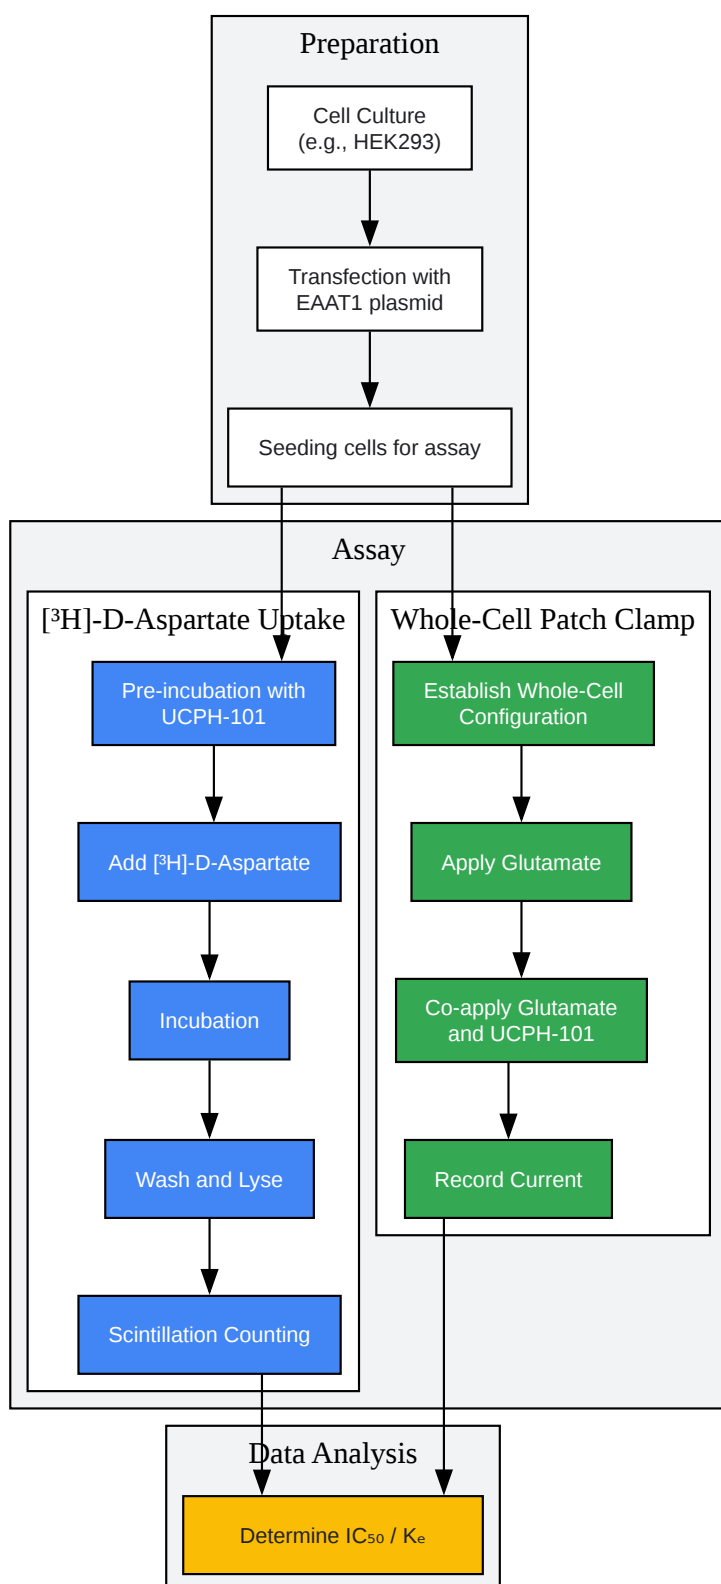 Preparation
Cell Culture
(e.g., HEK293)
Transfection with
EAAT1 plasmid
Seeding cells for assay
Assay
[³H]-D-Aspartate Uptake
Pre-incubation with
UCPH-101
Add [³H]-D-Aspartate
Incubation
Wash and Lyse
Scintillation Counting
Whole-Cell Patch Clamp
Establish Whole-Cell
Configuration
Apply Glutamate
Co-apply Glutamate
and UCPH-101
Record Current
Data Analysis
Determine IC₅₀ / Kₑ